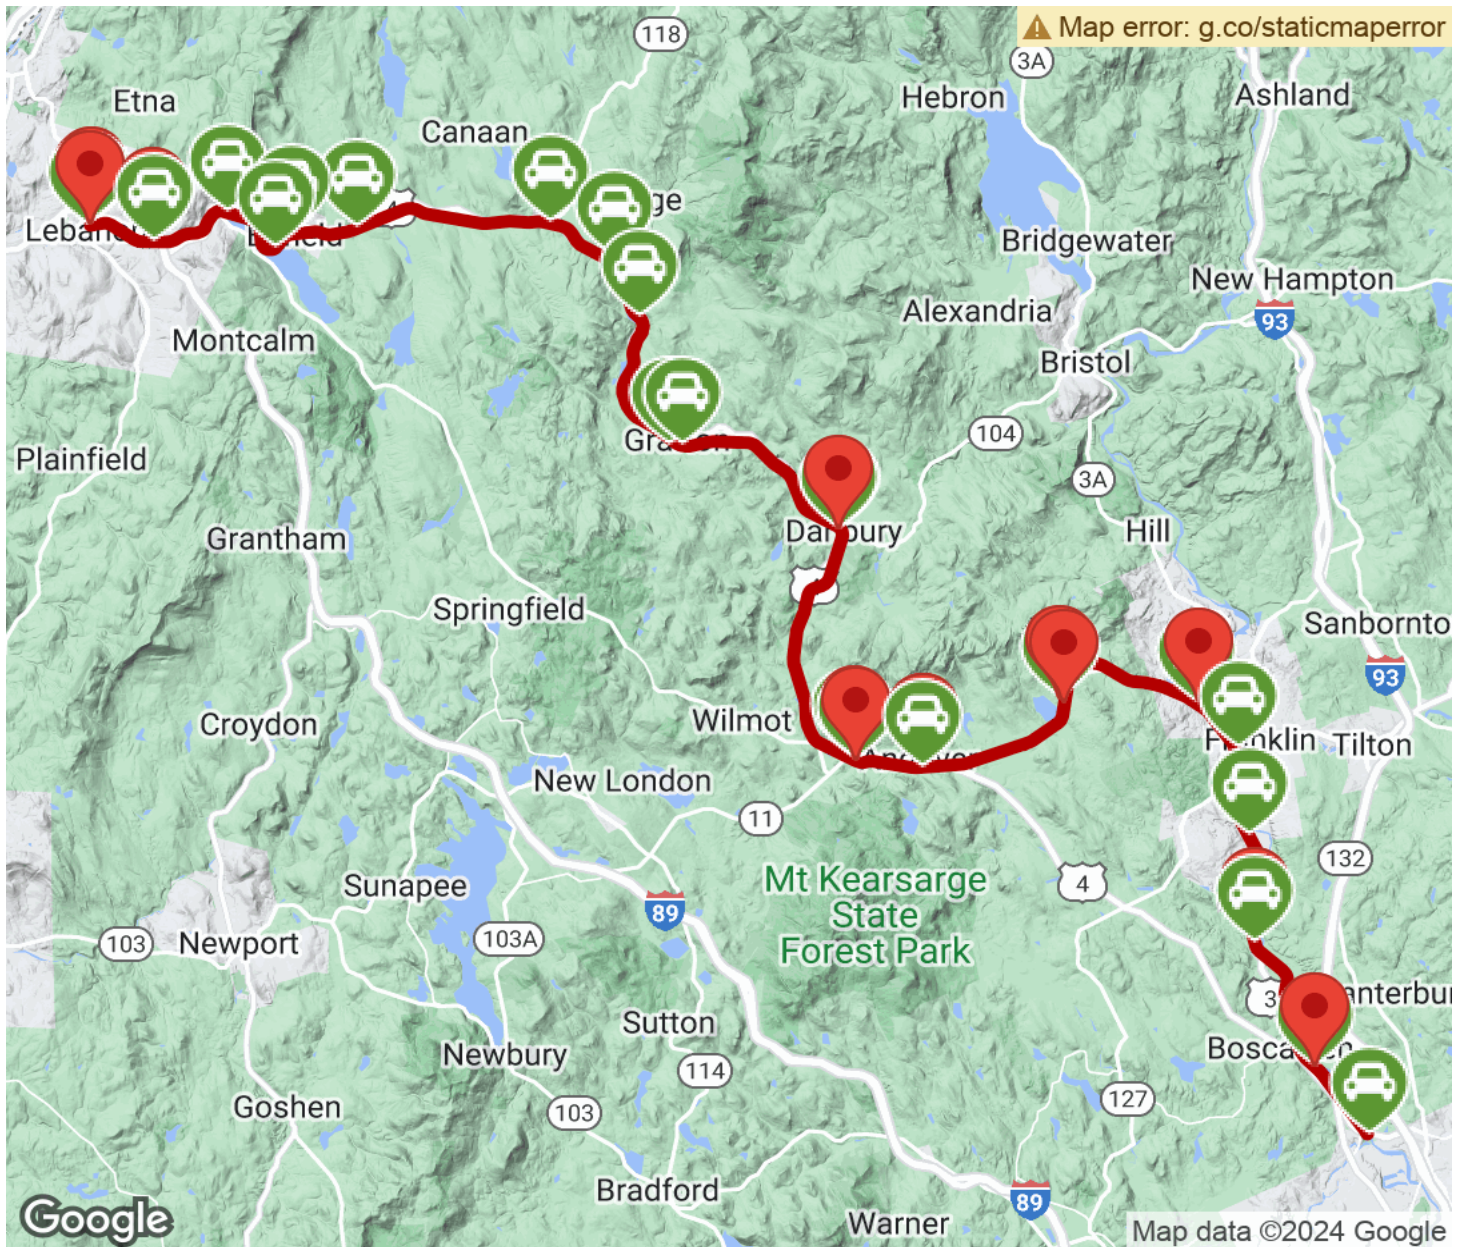 118
Map error: g.co/staticmaperror
3A
Etna
Hebron
Ashland
Canaan
Bridgewater
New Hampton
Alexandria
93
Montcalm
Bristol
104
Plainfield
3A
Danbury
Hill
Grantham
Springfield
Sanbornto
93
Croydon
Wilmot
Franklin
Tilton
New London
11
132
Mt Kearsarge
State
Forest Park
4
Sunapee
89
103
Newport
103A
3
Sutton
Newbury
114
127
103
Goshen
Bradford
89
Warner
Google
Map data ©2024 Google